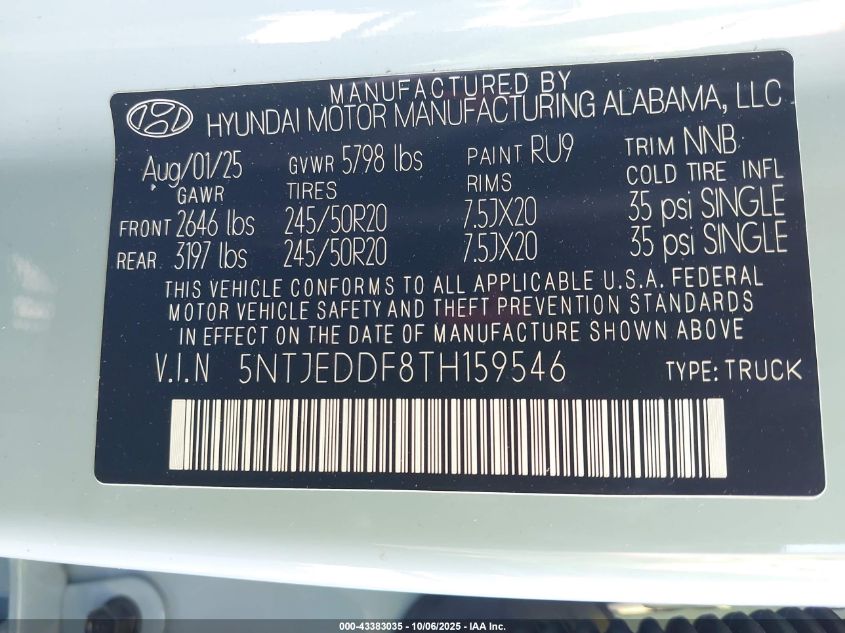 MANUFACTURED BY
HYUNDAI MOTOR MANUFACTURING ALABAMA, LLC
Aug/01/25 GVWR 5798 lbs PAINT RU9 TRIM NNB
GAWR TIRES RIMS COLD TIRE INFL
FRONT 2646 lbs 245/50R20 7.5JX20 35 psi SINGLE
REAR 3197 lbs 245/50R20 7.5JX20 35 psi SINGLE
THIS VEHICLE CONFORMS TO ALL APPLICABLE U.S.A. FEDERAL
MOTOR VEHICLE SAFETY AND THEFT PREVENTION STANDARDS
IN EFFECT ON THE DATE OF MANUFACTURE SHOWN ABOVE.
V.I.N 5NTJEDDF8TH159546 TYPE: TRUCK
00-43383035 - 10/06/2025 - IAA Inc.